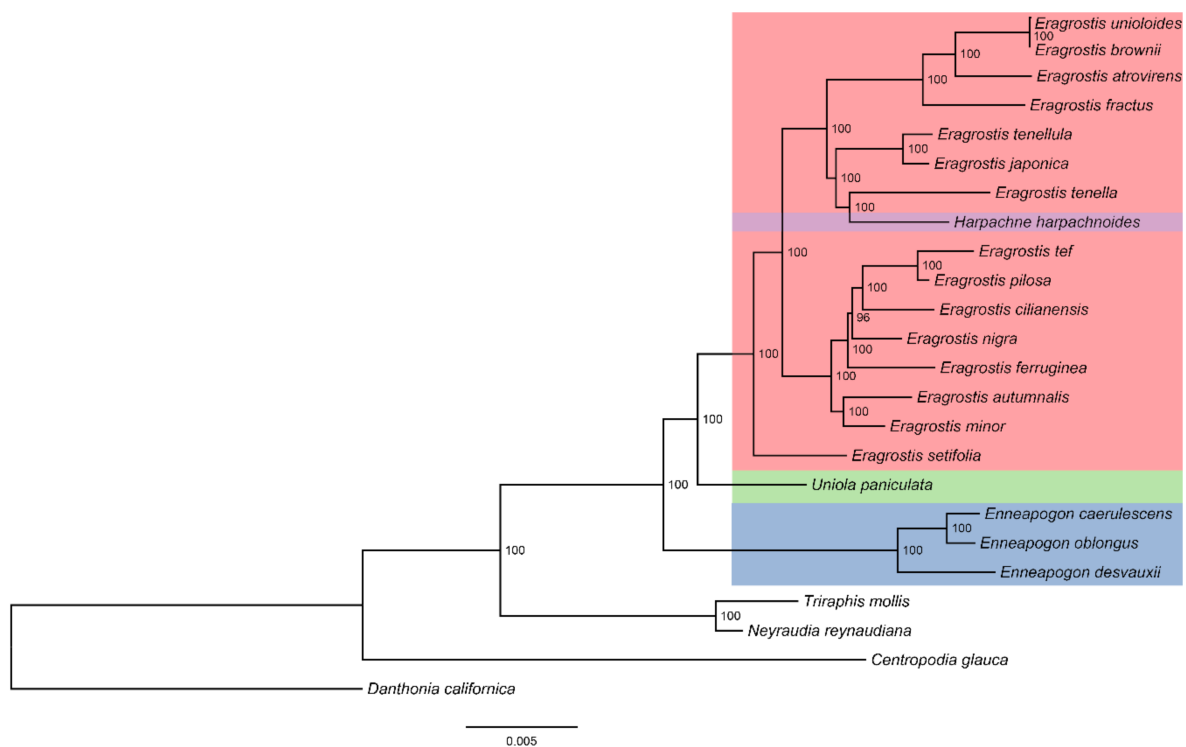 Eragrostis unioloides
100
Eragrostis brownii
100
Eragrostis atrovirens
100
Eragrostis fractus
100
Eragrostis tenellula
100
Eragrostis japonica
100
Eragrostis tenella
100
Harpachne harpachnoides
100
Eragrostis tef
100
Eragrostis pilosa
100
Eragrostis cilianensis
96
Eragrostis nigra
100
100
Eragrostis ferruginea
100
Eragrostis autumnalis
100
Eragrostis minor
100
Eragrostis setifolia
100
Uniola paniculata
Enneapogon caerulescens
100
Enneapogon oblongus
100
100
Enneapogon desvauxii
Triraphis mollis
100
Neyraudia reynaudiana
Centropodia glauca
Danthonia californica
0.005